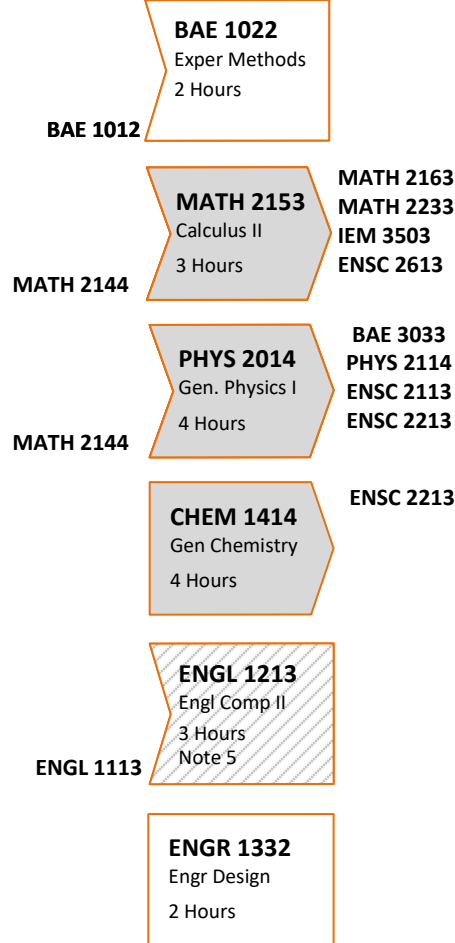 BAE 1022
Exper Methods
2 Hours
BAE 1012
MATH 2153
Calculus II
3 Hours
MATH 2144
MATH 2163
MATH 2233
IEM 3503
ENSC 2613
PHYS 2014
Gen. Physics I
4 Hours
MATH 2144
BAE 3033
PHYS 2114
ENSC 2113
ENSC 2213
CHEM 1414
Gen Chemistry
4 Hours
ENSC 2213
ENGL 1213
Engl Comp II
3 Hours
Note 5
ENGL 1113
ENGR 1332
Engr Design
2 Hours